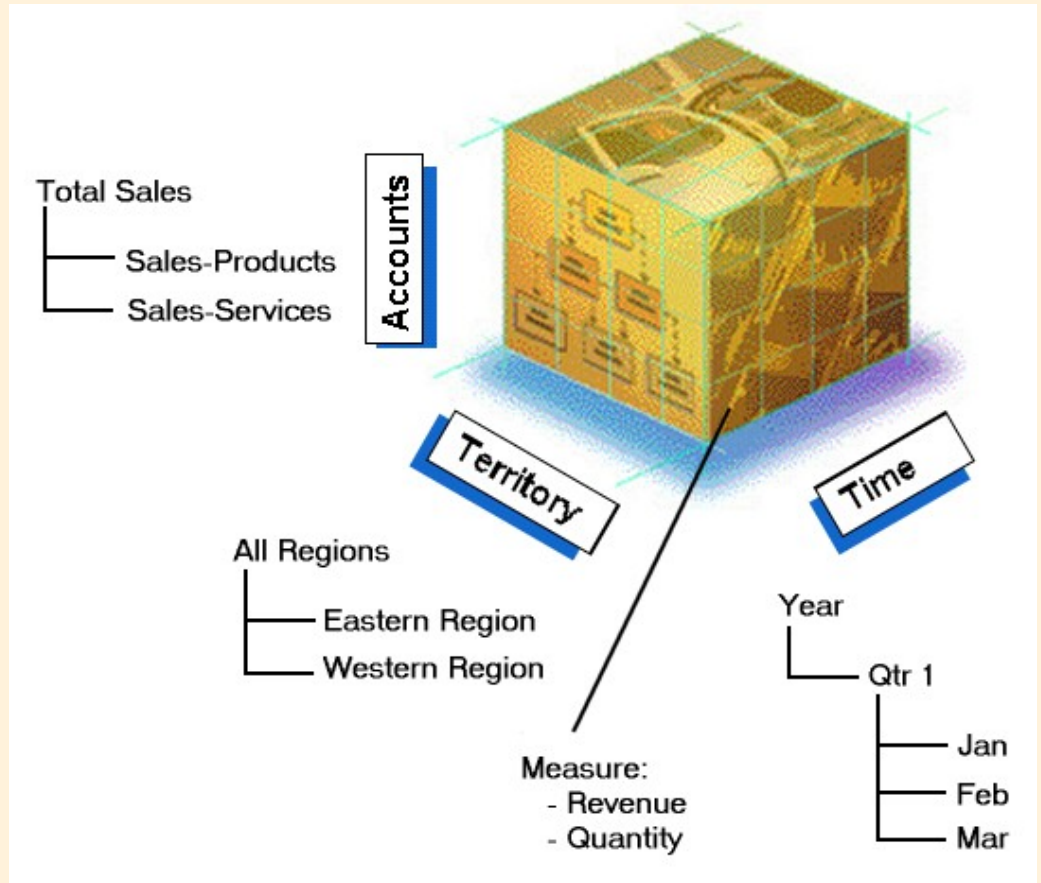 Total Sales
Sales-Products
Sales-Services
Accounts
Territory
Time
All Regions
Eastern Region
Western Region
Year
Qtr 1
Jan
Feb
Mar
Measure:
- Revenue
- Quantity